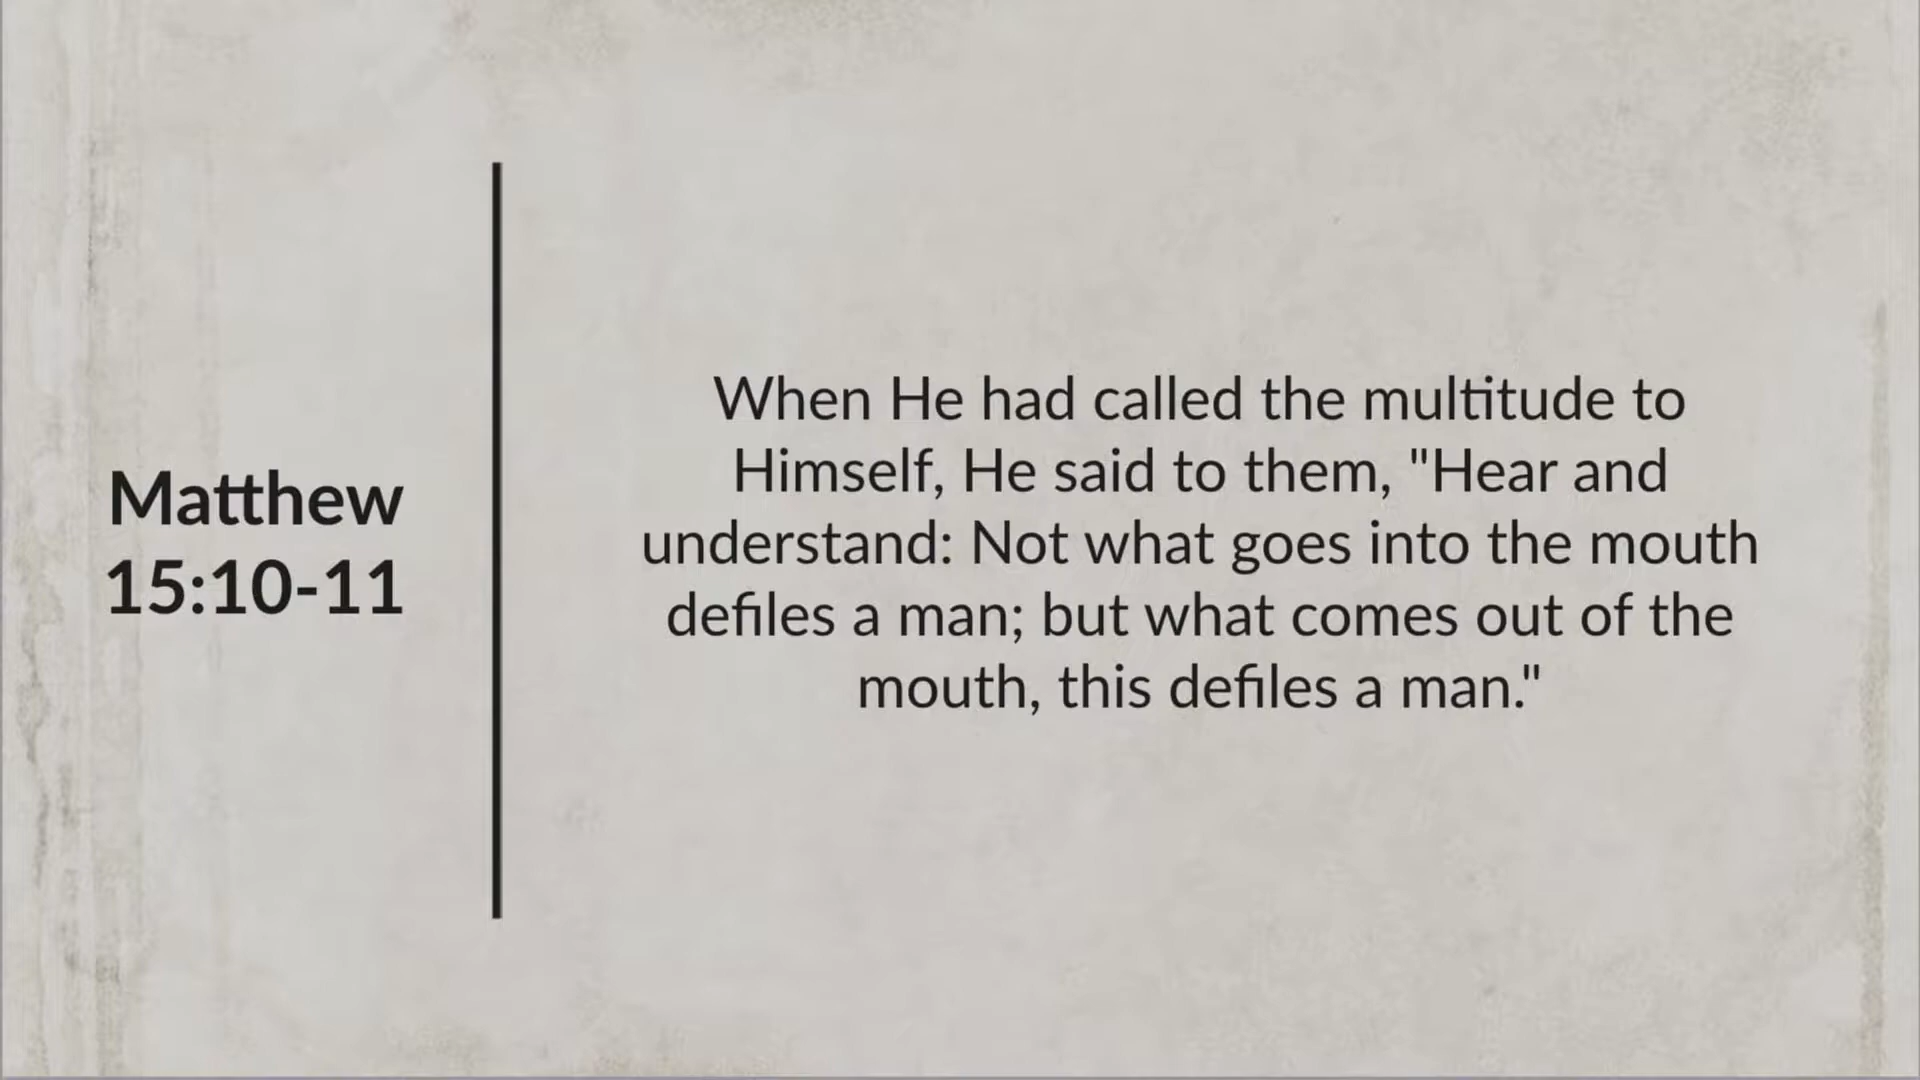 Matthew
15:10-11
When He had called the multitude to
Himself, He said to them, "Hear and
understand: Not what goes into the mouth
defiles a man; but what comes out of the
mouth, this defiles a man."